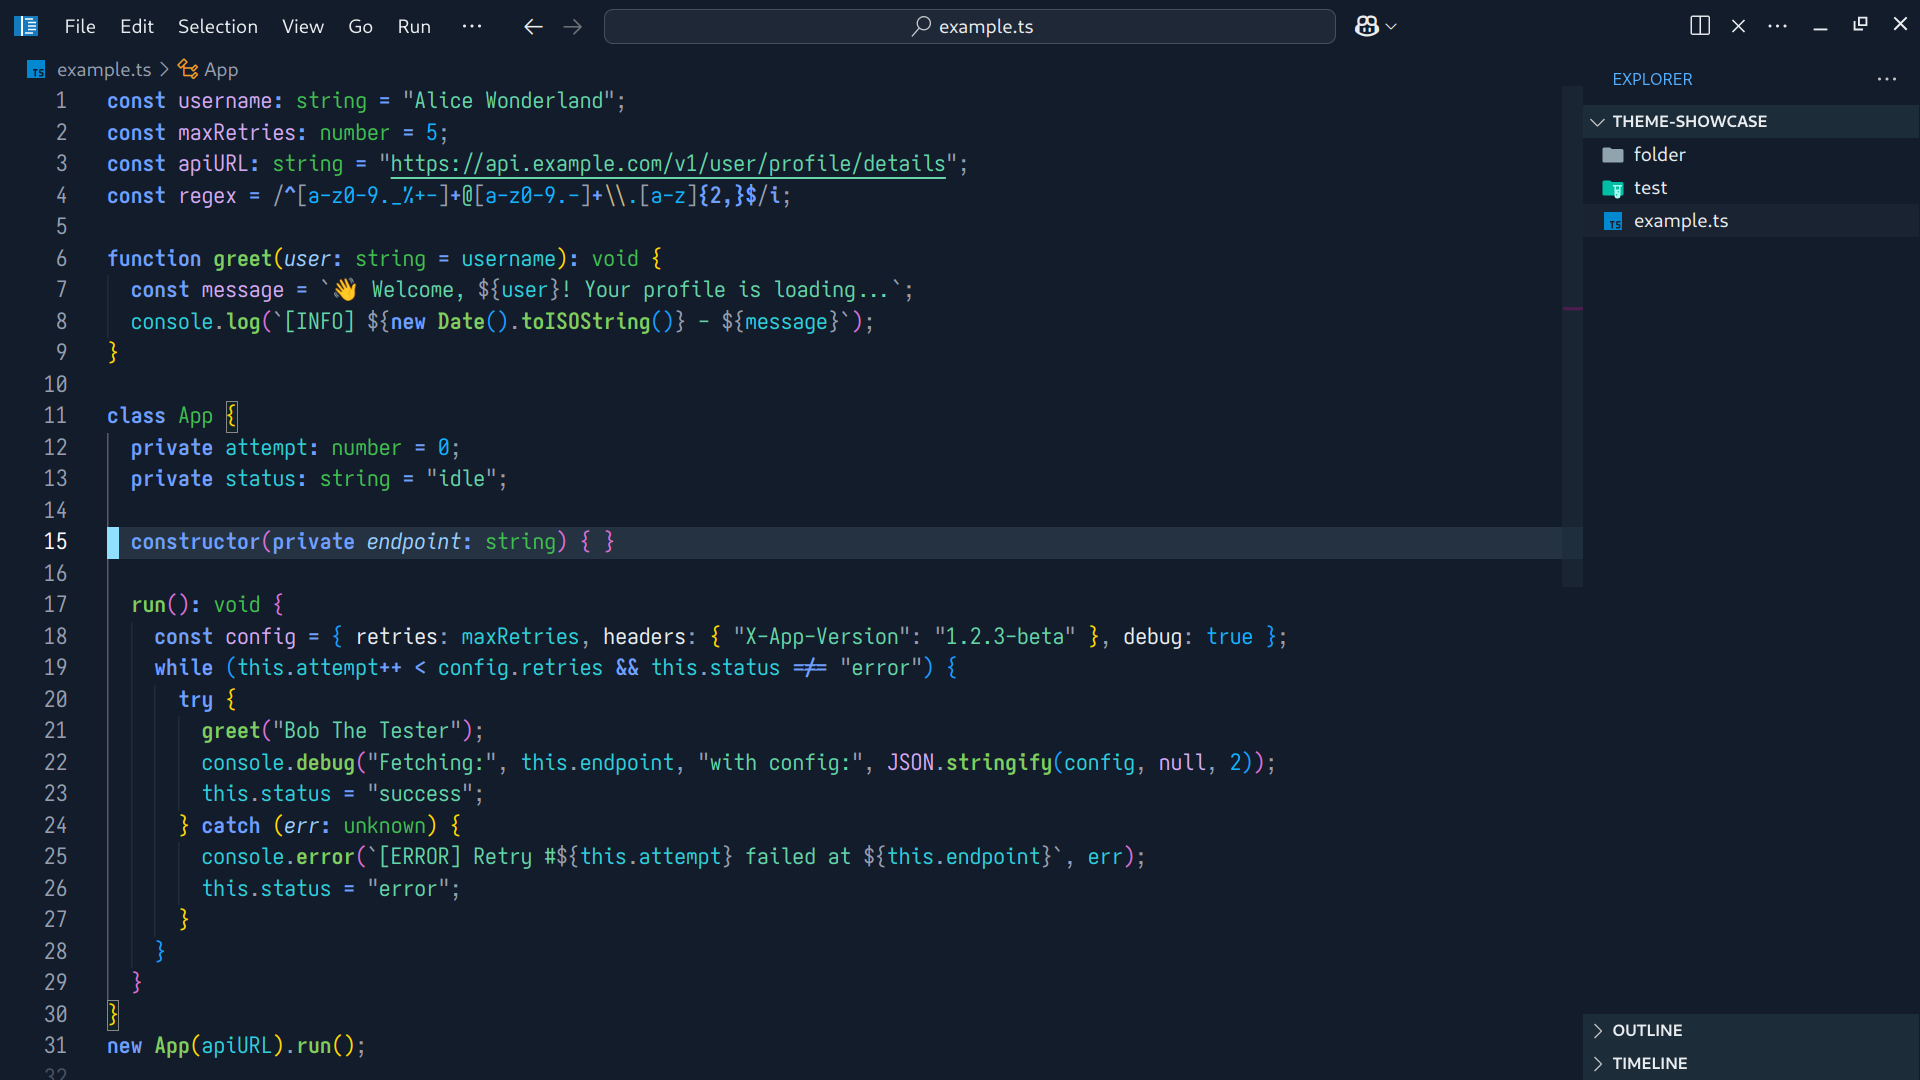 File Edit Selection View Go Run ··· example.ts
example.ts > App
1 const username: string = "Alice Wonderland";
2 const maxRetries: number = 5;
3 const apiURL: string = "https://api.example.com/v1/user/profile/details";
4 const regex = /^[a-z0-9._%+-]+@[a-z0-9.-]+\\.[a-z]{2,}$/i;
5
6 function greet(user: string = username): void {
7 const message = `👋 Welcome, ${user}! Your profile is loading...`;
8 console.log(`[INFO] ${new Date().toISOString()} - ${message}`);
9 }
10
11 class App {
12 private attempt: number = 0;
13 private status: string = "idle";
14
15 constructor(private endpoint: string) { }
16
17 run(): void {
18 const config = { retries: maxRetries, headers: { "X-App-Version": "1.2.3-beta" }, debug: true };
19 while (this.attempt++ < config.retries && this.status !== "error") {
20 try {
21 greet("Bob The Tester");
22 console.debug("Fetching:", this.endpoint, "with config:", JSON.stringify(config, null, 2));
23 this.status = "success";
24 } catch (err: unknown) {
25 console.error(`[ERROR] Retry #${this.attempt} failed at ${this.endpoint}`, err);
26 this.status = "error";
27 }
28 }
29 }
30 }
31 new App(apiURL).run();
32
EXPLORER
THEME-SHOWCASE
folder
test
TS example.ts
OUTLINE
TIMELINE